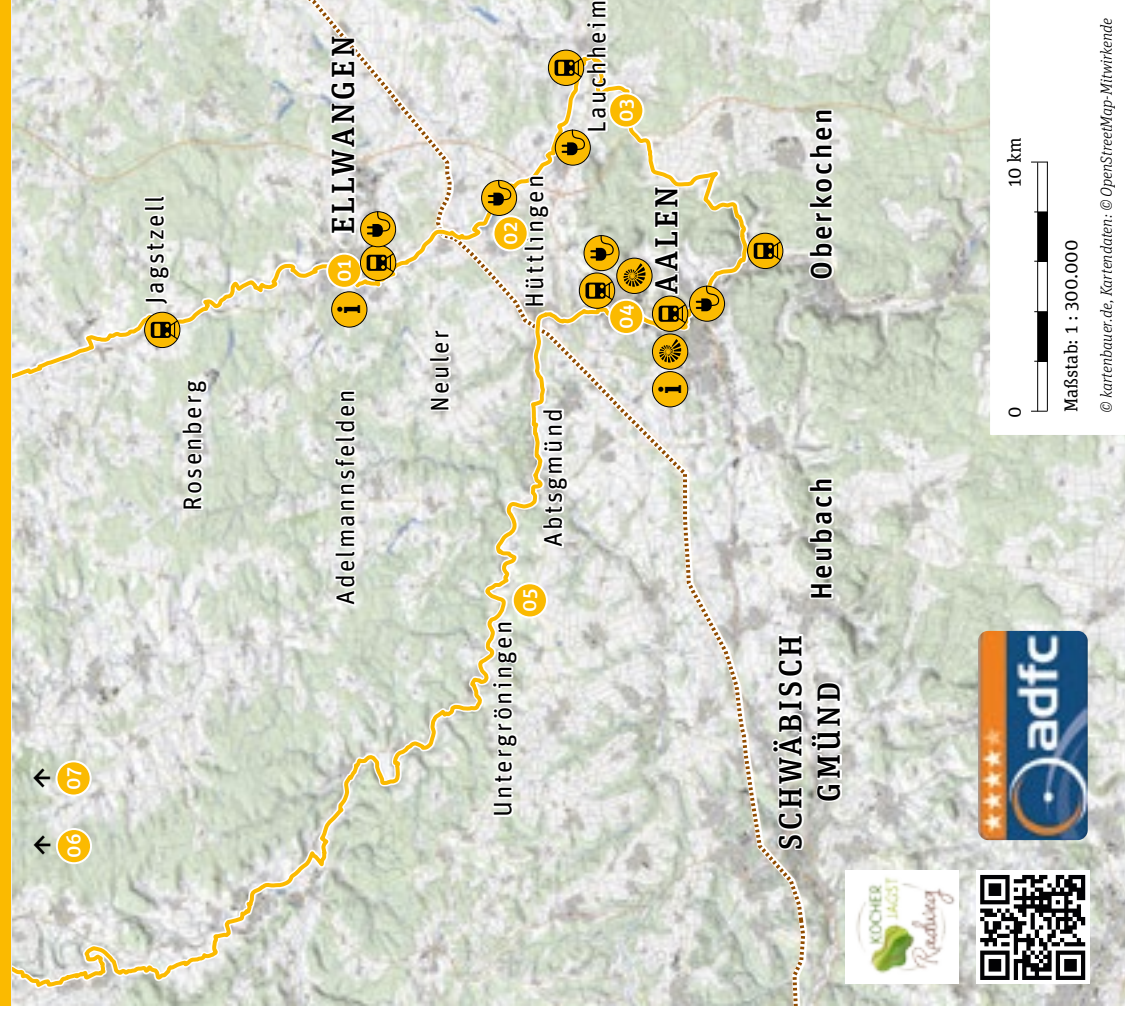 Jagstzell
ELLWANGEN
01
i
Rosenberg
Adelmannsfelden
Neuler
02
Hüttlingen
Lauchheim
03
AALEN
04
i
Oberkochen
Abtsgmünd
05
Untergröningen
07
06
Heubach
SCHWÄBISCH
GMÜND
0
10 km
Maßstab: 1 : 300.000
© kartenbauer.de, Kartendaten: © OpenStreetMap-Mitwirkende
adfc
KOCHER
JAGST
Radweg